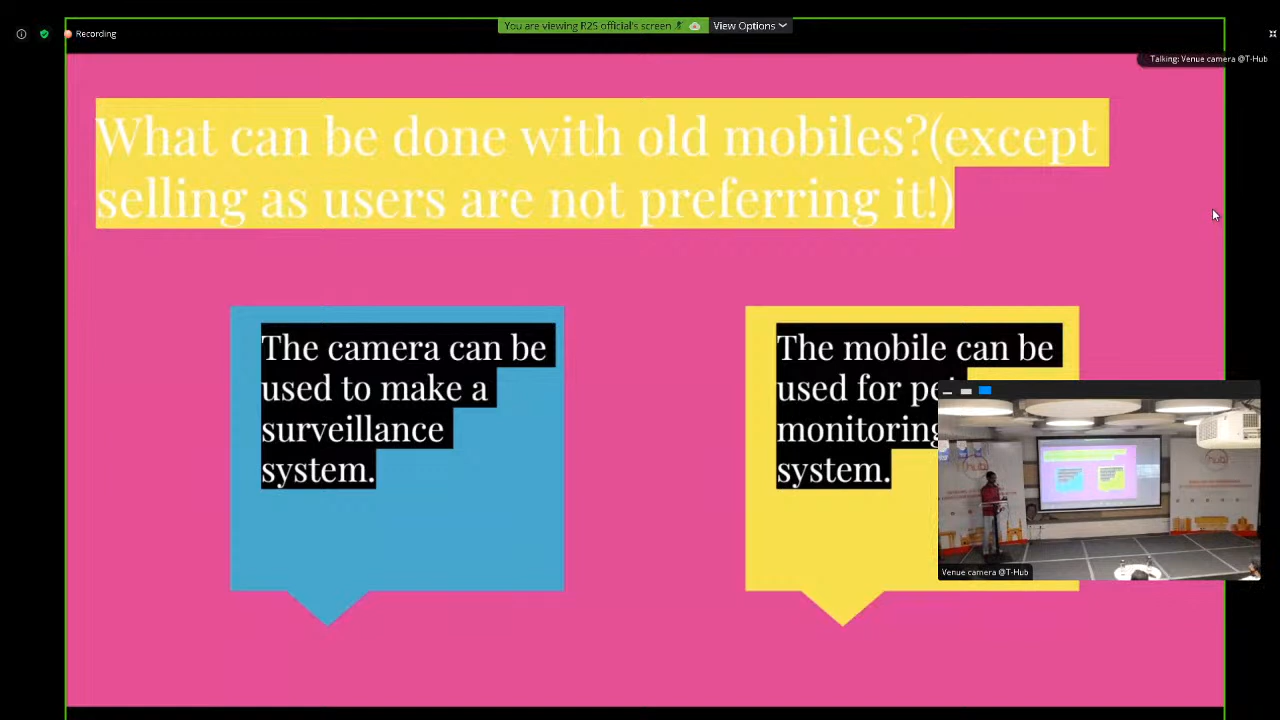 You are viewing R2S official's screen
View Options
Recording
Talking: Venue camera @T-Hub
What can be done with old mobiles?(except
selling as users are not preferring it!)
The camera can be
used to make a
surveillance
system.
The mobile can be
used for pet
monitoring
system.
hub
Venue camera @T-Hub